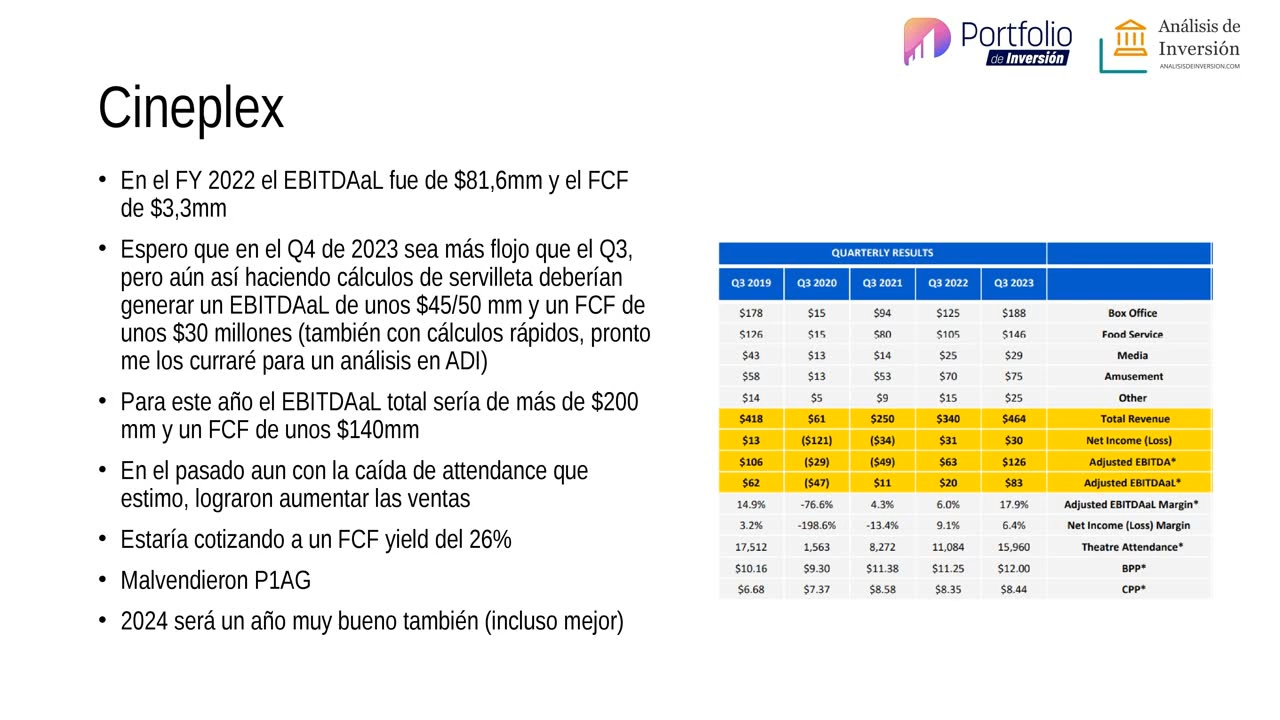 Portfolio
de Inversión
Análisis de
Inversión
ANALISISDEINVERSION.COM
Cineplex
• En el FY 2022 el EBITDAaL fue de $81,6mm y el FCF
de $3,3mm
• Espero que en el Q4 de 2023 sea más flojo que el Q3,
pero aún así haciendo cálculos de servilleta deberían
generar un EBITDAaL de unos $45/50 mm y un FCF de
unos $30 millones (también con cálculos rápidos, pronto
me los curraré para un análisis en ADI)
• Para este año el EBITDAaL total sería de más de $200
mm y un FCF de unos $140mm
• En el pasado aun con la caída de attendance que
estimo, lograron aumentar las ventas
• Estaría cotizando a un FCF yield del 26%
• Malvendieron P1AG
• 2024 será un año muy bueno también (incluso mejor)
QUARTERLY RESULTS
Q3 2019 Q3 2020 Q3 2021 Q3 2022 Q3 2023
$178 $15 $94 $125 $188 Box Office
$126 $15 $80 $105 $146 Food Service
$43 $13 $14 $25 $29 Media
$58 $13 $53 $70 $75 Amusement
$14 $5 $9 $15 $25 Other
$418 $61 $250 $340 $464 Total Revenue
$13 ($121) ($34) $31 $30 Net Income (Loss)
$106 ($29) ($49) $63 $126 Adjusted EBITDA*
$62 ($47) $11 $20 $83 Adjusted EBITDAaL*
14.9% -76.6% 4.3% 6.0% 17.9% Adjusted EBITDAaL Margin*
3.2% -198.6% -13.4% 9.1% 6.4% Net Income (Loss) Margin
17,512 1,563 8,272 11,084 15,960 Theatre Attendance*
$10.16 $9.30 $11.38 $11.25 $12.00 BPP*
$6.68 $7.37 $8.58 $8.35 $8.44 CPP*